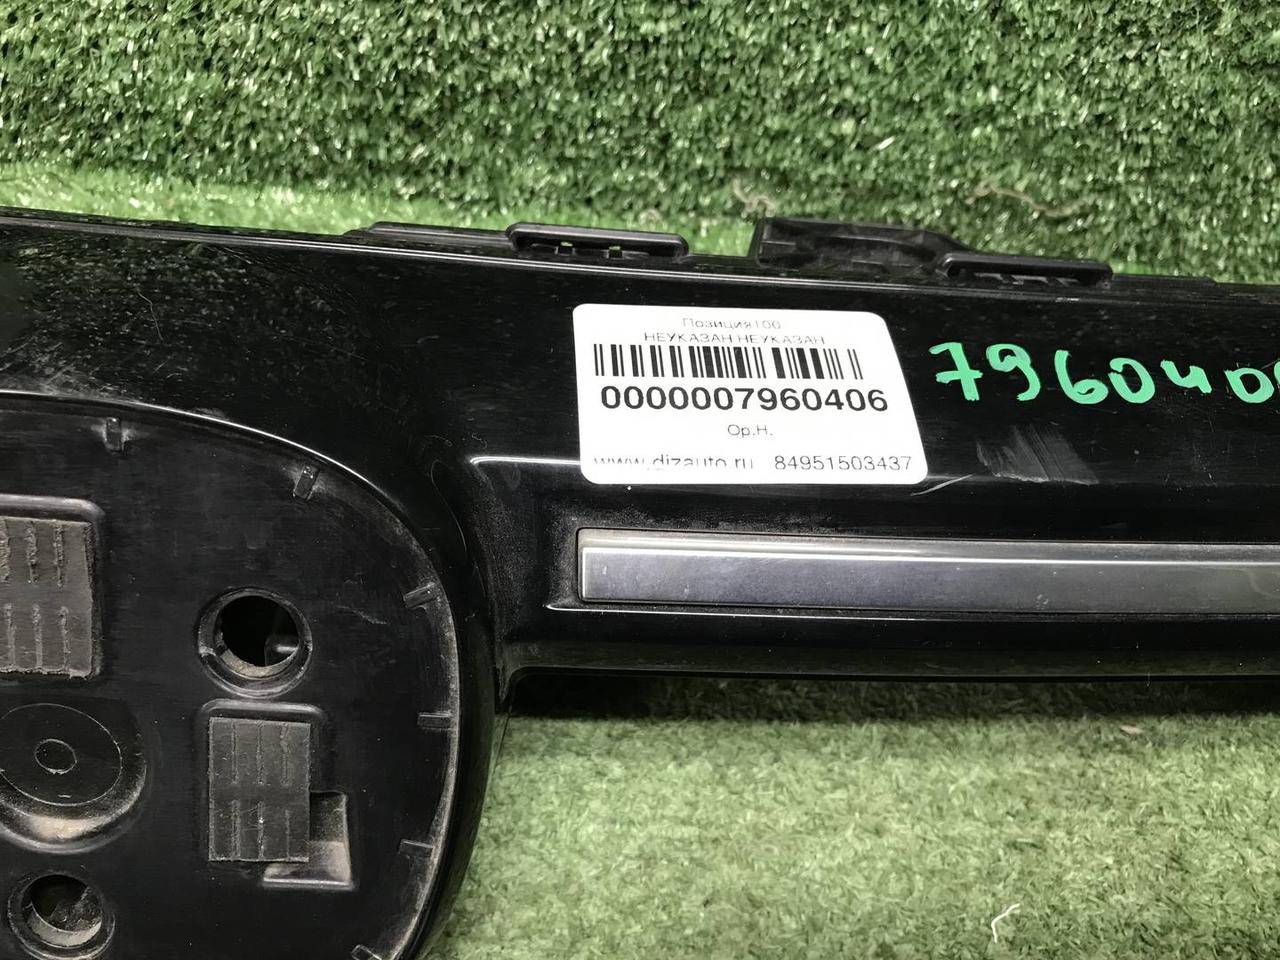 Позиция100
НЕУКАЗАН НЕУКАЗАН
0000007960406
Ор.Н.
www.dizauto.ru 84951503437
796040